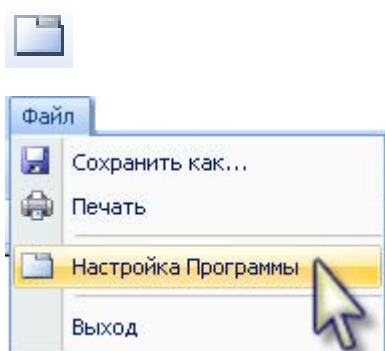 Файл
Сохранить как...
Печать
Настройка Программы
Выход